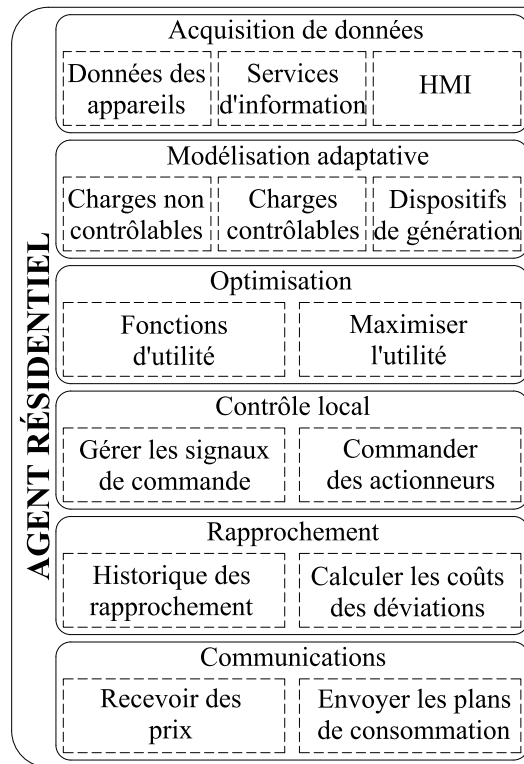 AGENT RÉSIDENTIEL
Acquisition de données
Données des
appareils
Services
d'information
HMI
Modélisation adaptative
Charges non
contrôlables
Charges
contrôlables
Dispositifs
de génération
Optimisation
Fonctions
d'utilité
Maximiser
l'utilité
Contrôle local
Gérer les signaux
de commande
Commander
des actionneurs
Rapprochement
Historique des
rapprochement
Calculer les coûts
des déviations
Communications
Recevoir des
prix
Envoyer les plans
de consommation